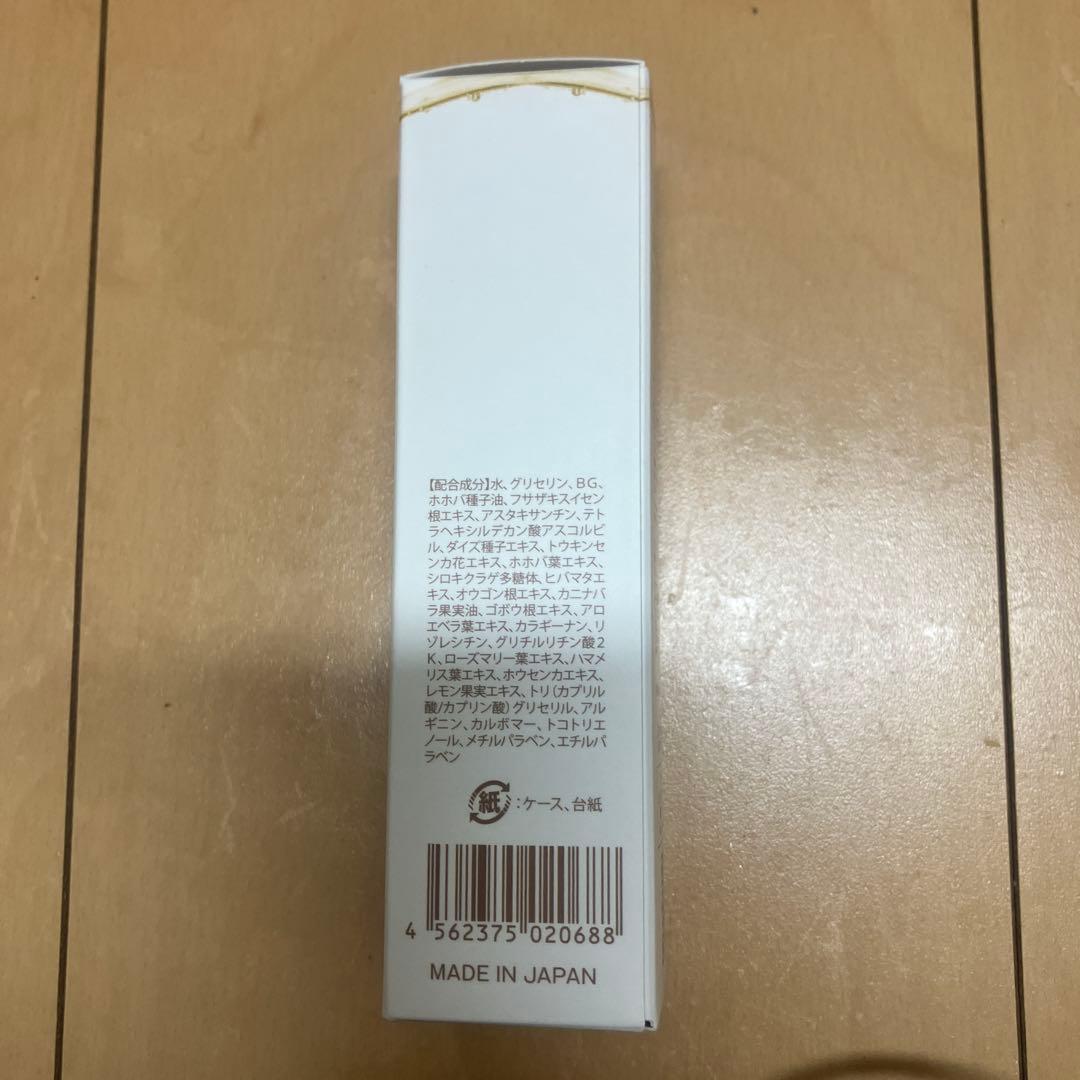 【配合成分】水、グリセリン、BG、
ホホバ種子油、フサザキスイセン
根エキス、アスタキサンチン、テト
ラヘキシルデカン酸アスコルビ
ル、ダイズ種子エキス、トウキンセ
ンカ花エキス、ホホバ葉エキス、
シロキクラゲ多糖体、ヒバマタエ
キス、オウゴン根エキス、カニナバ
ラ果実油、ゴボウ根エキス、アロ
エベラ葉エキス、カラギーナン、リ
ゾレシチン、グリチルリチン酸2
K、ローズマリー葉エキス、ハマメ
リス葉エキス、ホウセンカエキス、
レモン果実エキス、トリ(カプリル
酸/カプリン酸)グリセリル、アル
ギニン、カルボマー、トコトリエ
ノール、メチルパラベン、エチルパ
ラベン
紙:ケース、台紙
4 562375 020688
MADE IN JAPAN